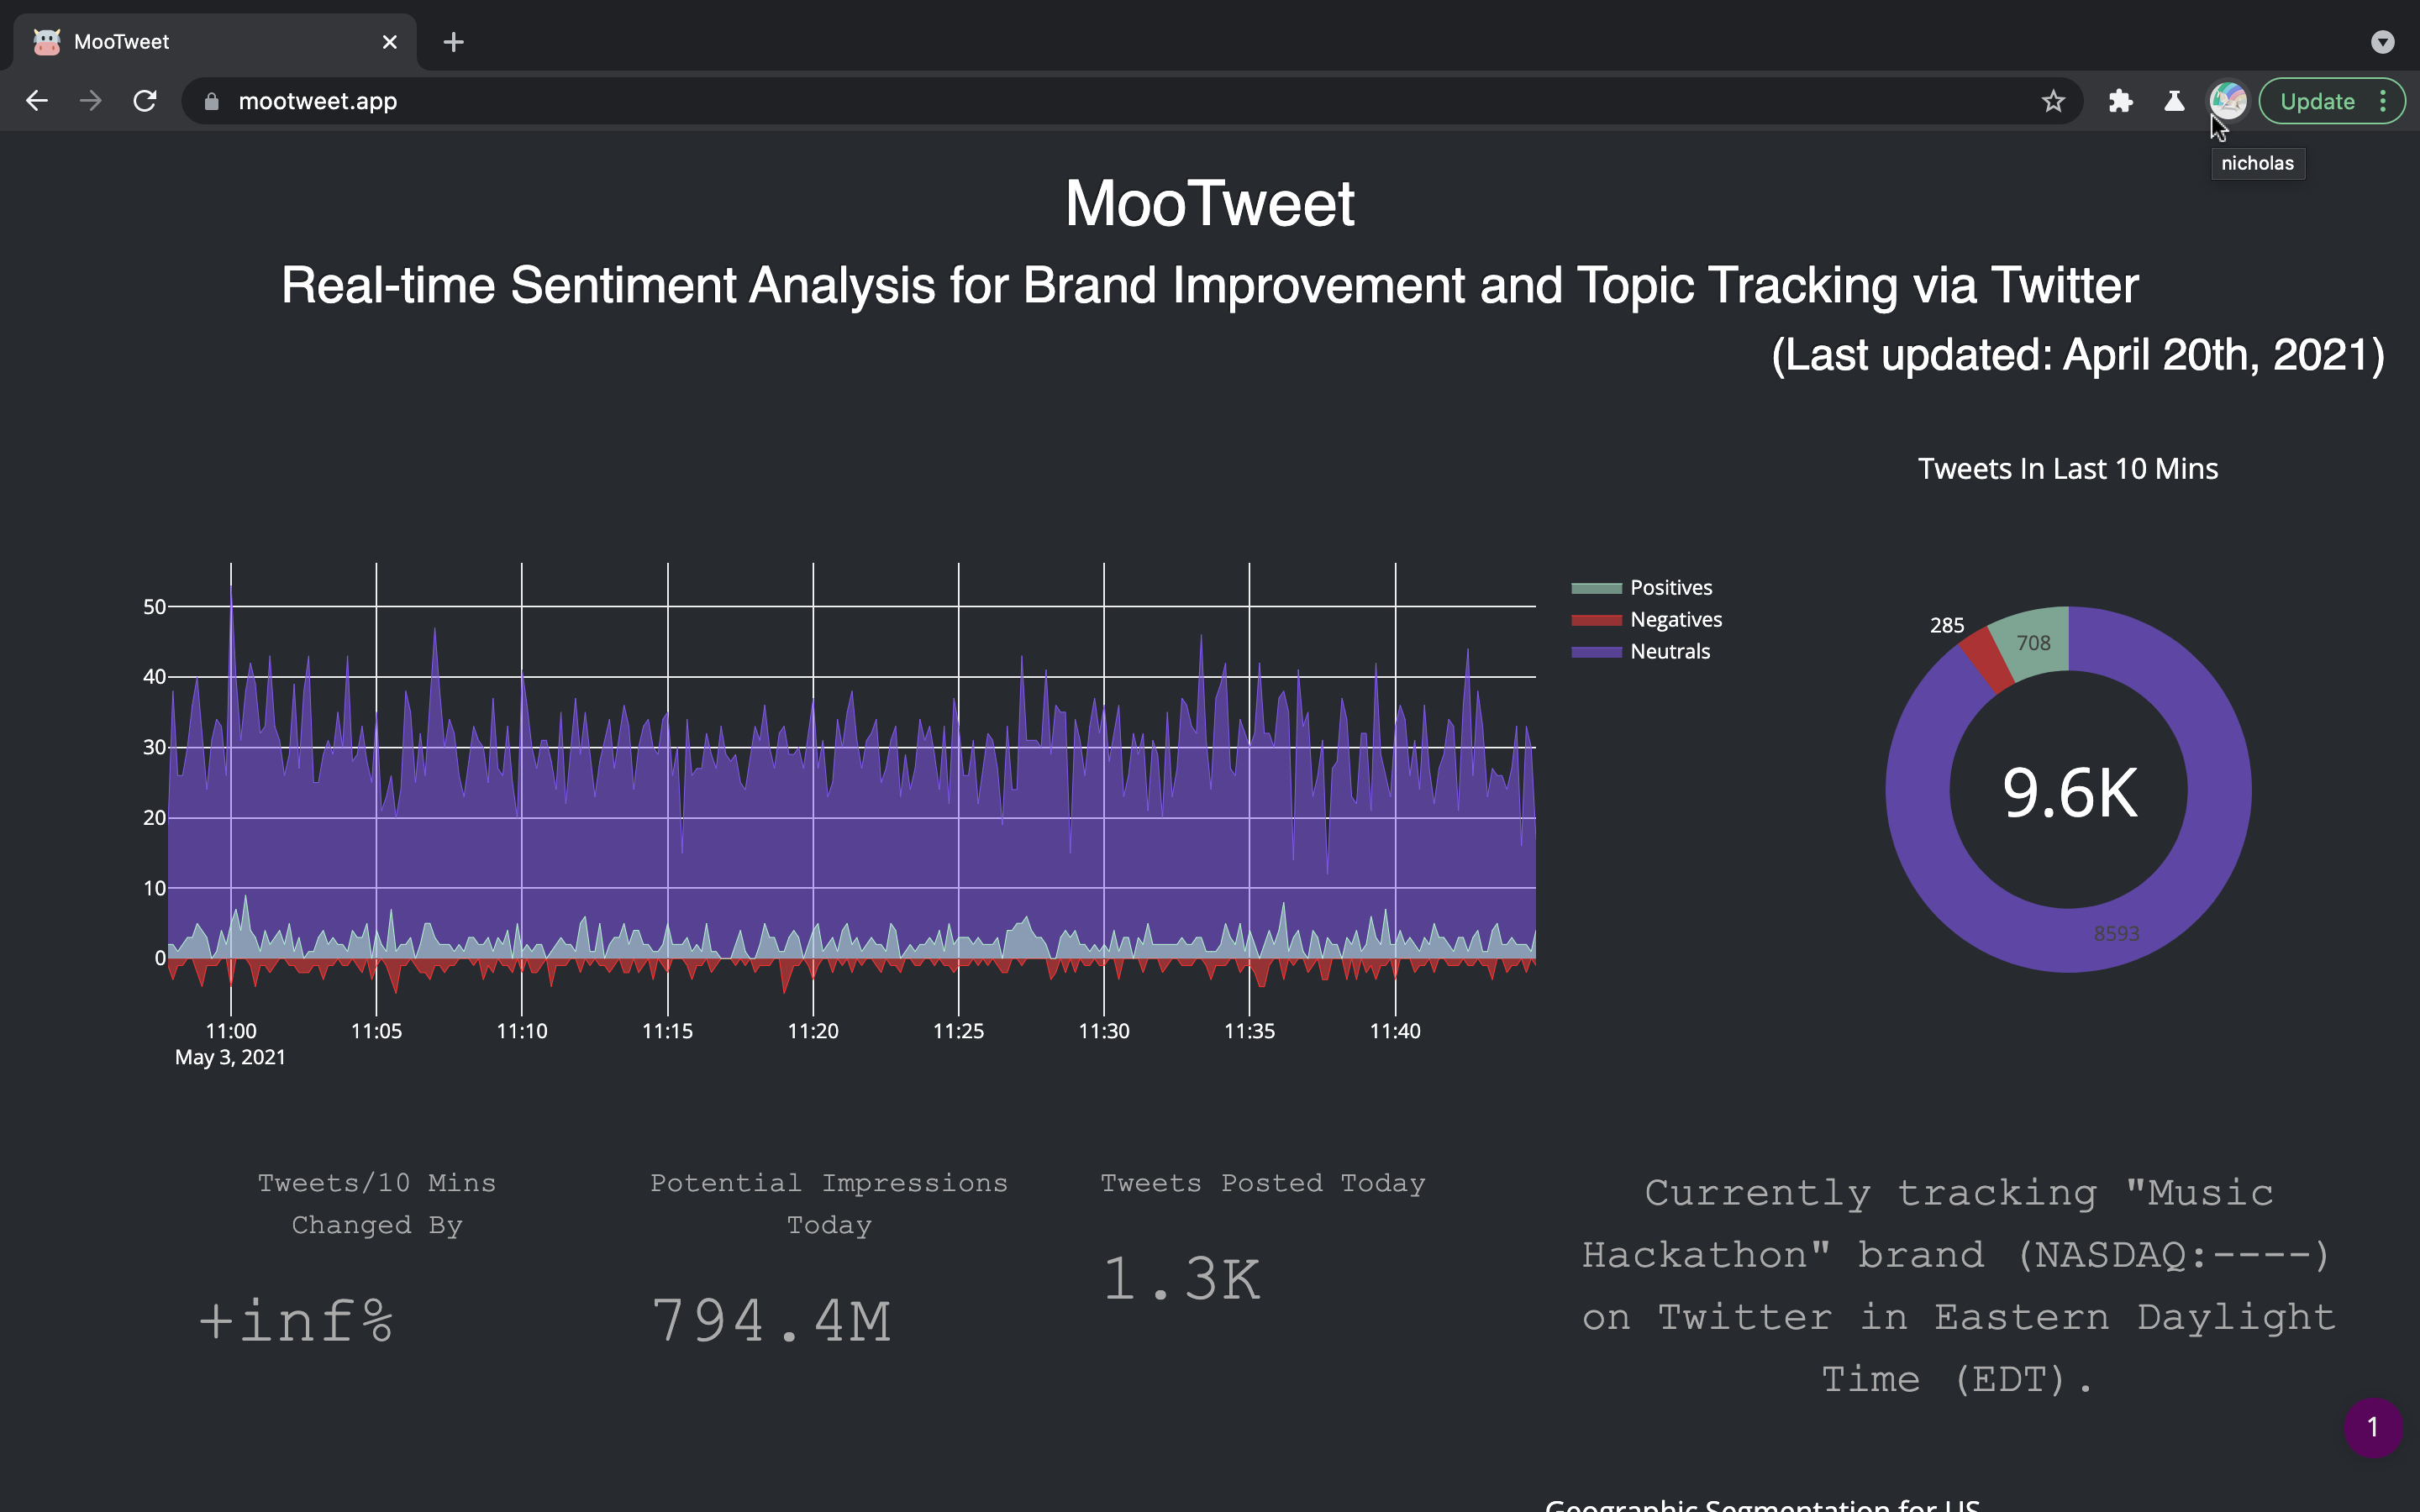 MooTweet
mootweet.app
Update
nicholas
MooTweet
Real-time Sentiment Analysis for Brand Improvement and Topic Tracking via Twitter
(Last updated: April 20th, 2021)
Tweets In Last 10 Mins
50
40
30
20
10
0
11:00
11:05
11:10
11:15
11:20
11:25
11:30
11:35
11:40
May 3, 2021
Positives
Negatives
Neutrals
285
708
9.6K
8593
Tweets/10 Mins
Changed By
+inf%
Potential Impressions
Today
794.4M
Tweets Posted Today
1.3K
Currently tracking "Music
Hackathon" brand (NASDAQ:----)
on Twitter in Eastern Daylight
Time (EDT).
1
Geographic Segmentation for US